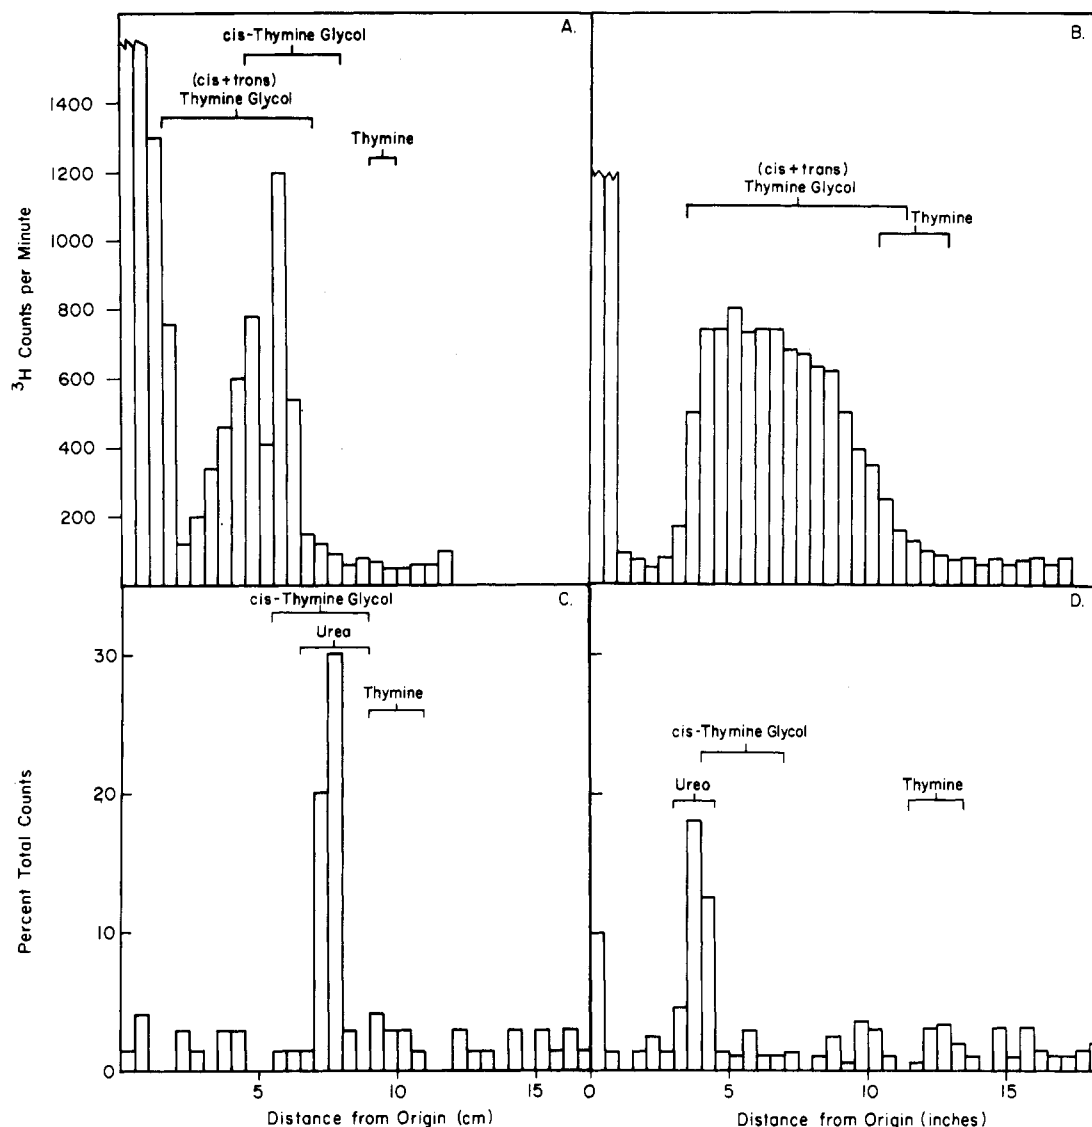 A.
cis-Thymine Glycol
(cis+trons)
Thymine Glycol
Thymine
1400
1200
1000
800
600
400
200
³H Counts per Minute
B.
(cis+trans)
Thymine Glycol
Thymine
C.
cis-Thymine Glycol
Urea
Thymine
30
20
10
0
Percent Total Counts
5
10
15
Distance from Origin (cm)
D.
cis-Thymine Glycol
Ureo
Thymine
0
5
10
15
Distance from Origin (inches)